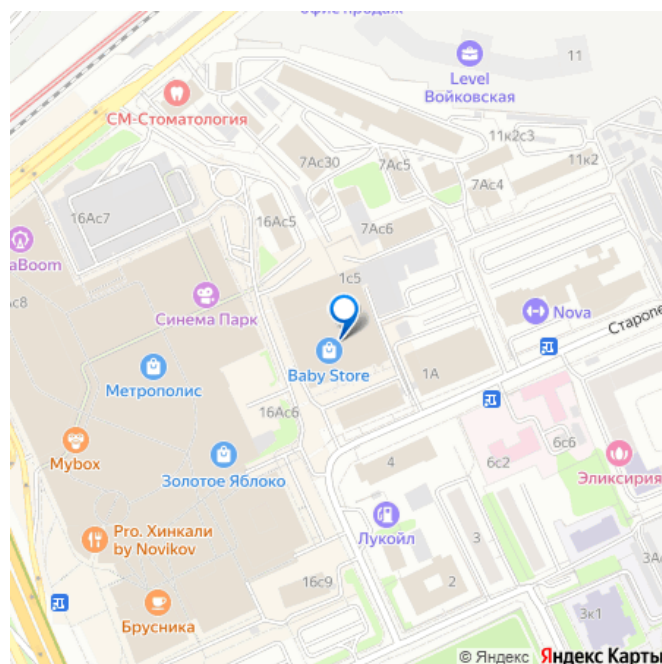 офис продаж
11
Level
Войковская
СМ-Стоматология
11к2с3
7Ас30
7Ас5
11к2
7Ас4
16Ас7
16Ас5
7Ас6
aBoom
1с5
с8
Синема Парк
Nova
Старопе
Baby Store
1А
Метрополис
16Ас6
6с6
Mybox
Золотое Яблоко
4
6с2
Эликсирия
Pro. Хинкали
by Novikov
Лукойл
3
3А
16с9
2
Брусника
3к1
© Яндекс Яндекс Карты